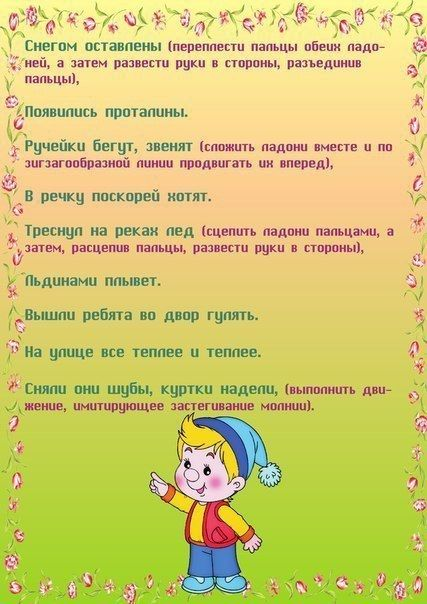 Снегом оставлены (переплести пальцы обеих ладо-
ней, а затем развести руки в стороны, разъединив
пальцы),
Появились проталины.
Ручейки бегут, звенят (сложить ладони вместе и по
зигзагообразной линии продвигать их вперед),
В речку поскорей хотят.
Треснул на реках лед (сцепить ладони пальцами, а
затем, расцепив пальцы, развести руки в стороны),
Льдинами плывет.
Вышли ребята во двор гулять.
На улице все теплее и теплее.
Сняли они шубы, куртки надели, (выполнить дви-
жение, имитирующее застегивание молнии).